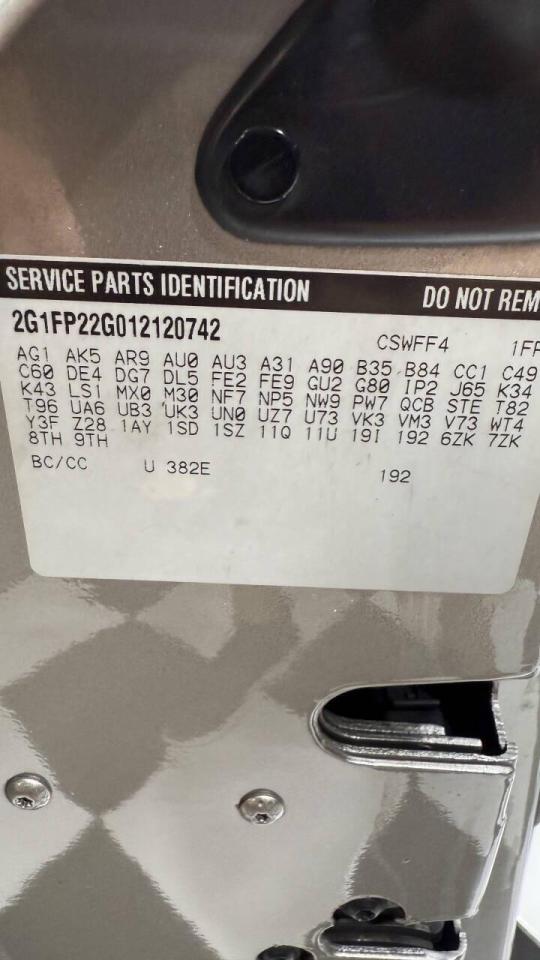 SERVICE PARTS IDENTIFICATION DO NOT REM
2G1FP22G012120742 CSWFF4 1FP
AG1 AK5 AR9 AU0 AU3 A31 A90 B35 B84 CC1 C49
C60 DE4 DG7 DL5 FE2 FE9 GU2 G80 IP2 J65 K34
K43 LS1 MX0 M30 NF7 NP5 NW9 PW7 QCB STE T82
T96 UA6 UB3 UK3 UN0 UZ7 U73 VK3 VM3 V73 WT4
Y3F Z28 1AY 1SD 1SZ 11Q 11U 19I 192 6ZK 7ZK
8TH 9TH
BC/CC U 382E 192